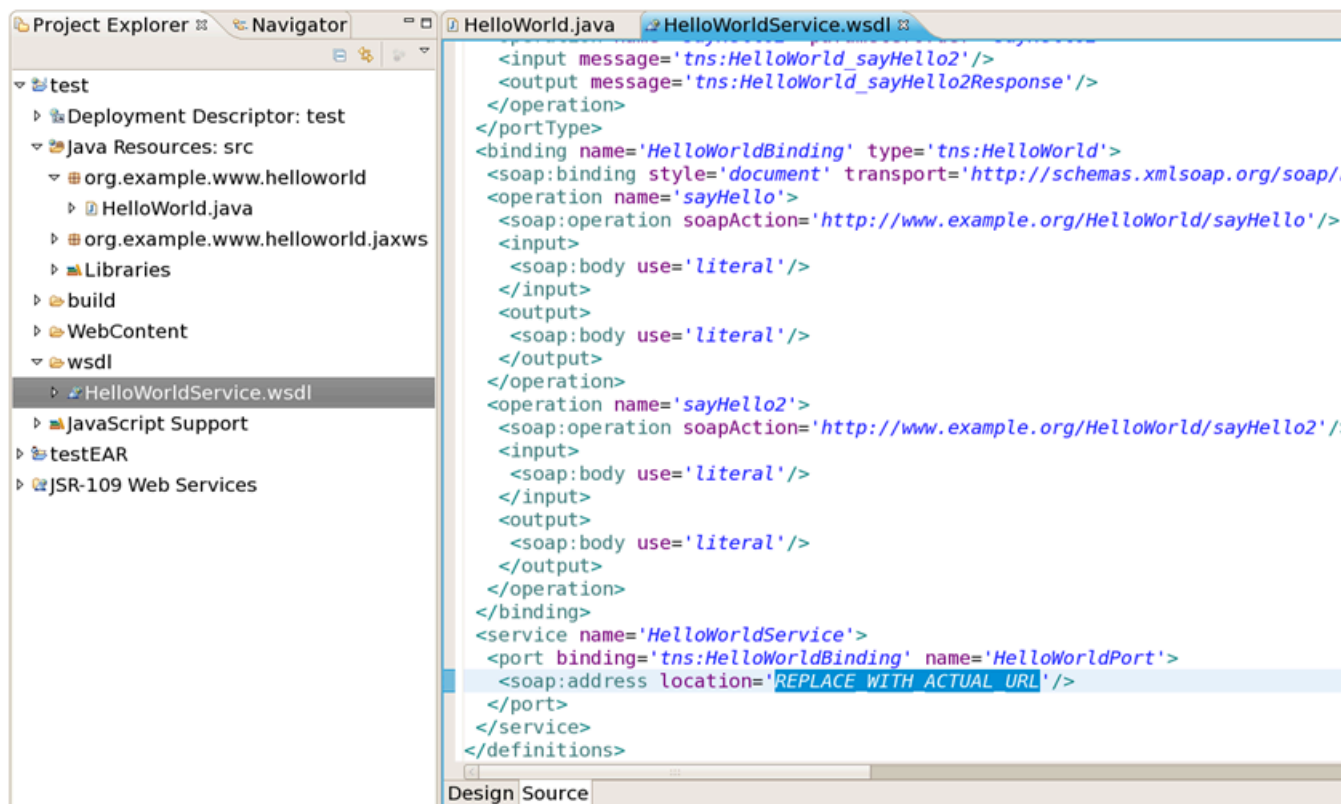 Project Explorer
Navigator
test
Deployment Descriptor: test
Java Resources: src
org.example.www.helloworld
HelloWorld.java
org.example.www.helloworld.jaxws
Libraries
build
WebContent
wsdl
HelloWorldService.wsdl
JavaScript Support
testEAR
JSR-109 Web Services
HelloWorld.java
HelloWorldService.wsdl
<input message='tns:HelloWorld_sayHello2'/>
<output message='tns:HelloWorld_sayHello2Response'/>
</operation>
</portType>
<binding name='HelloWorldBinding' type='tns:HelloWorld'>
<soap:binding style='document' transport='http://schemas.xmlsoap.org/soap/
<operation name='sayHello'>
<soap:operation soapAction='http://www.example.org/HelloWorld/sayHello'/>
<input>
<soap:body use='literal'/>
</input>
<output>
<soap:body use='literal'/>
</output>
</operation>
<operation name='sayHello2'>
<soap:operation soapAction='http://www.example.org/HelloWorld/sayHello2'/
<input>
<soap:body use='literal'/>
</input>
<output>
<soap:body use='literal'/>
</output>
</operation>
</binding>
<service name='HelloWorldService'>
<port binding='tns:HelloWorldBinding' name='HelloWorldPort'>
<soap:address location='REPLACE_WITH_ACTUAL_URL'/>
</port>
</service>
</definitions>
Design
Source